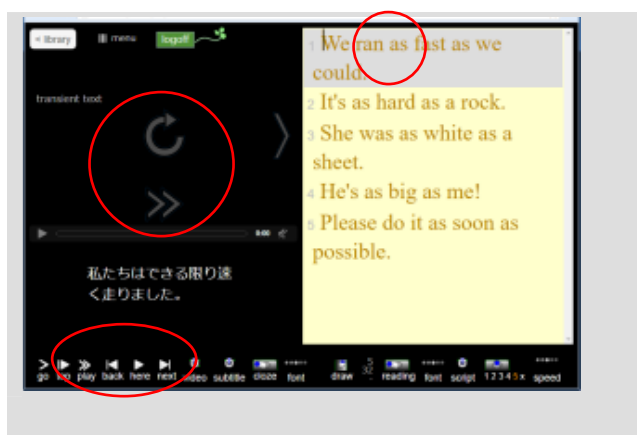 < library
menu
logoff
transient text
0:00
私たちはできる限り速
く走りました。
1 We ran as fast as we
could.
2 It's as hard as a rock.
3 She was as white as a
sheet.
4 He's as big as me!
5 Please do it as soon as
possible.
go play back here next video subtitle cloze font draw reading font script 1 2 3 4 5 x speed